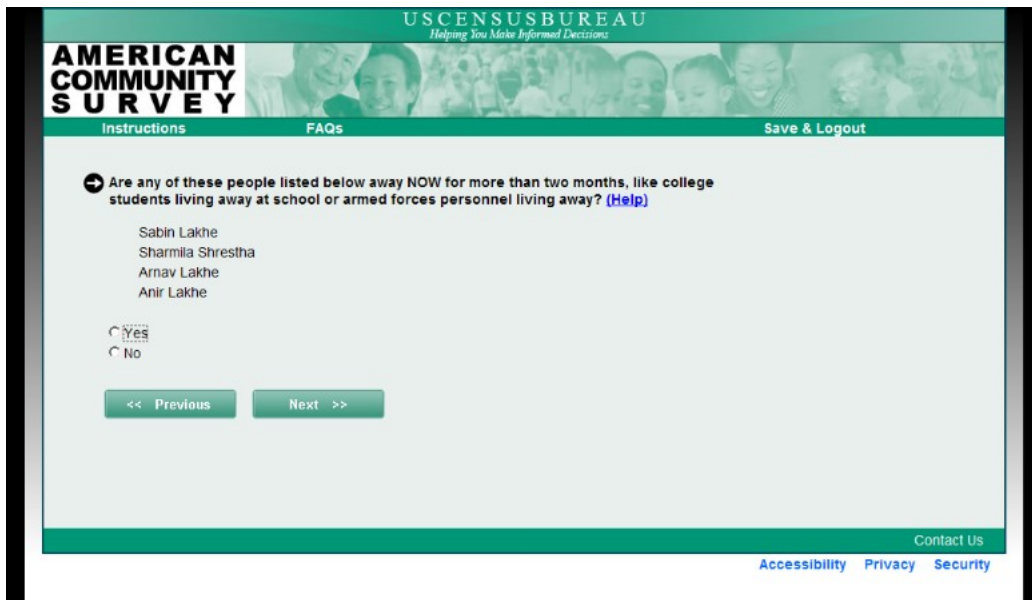 USCENSUSBUREAU
Helping You Make Informed Decisions
AMERICAN
COMMUNITY
SURVEY
Instructions FAQs Save & Logout
Are any of these people listed below away NOW for more than two months, like college
students living away at school or armed forces personnel living away? (Help)
Sabin Lakhe
Sharmila Shrestha
Arnav Lakhe
Anir Lakhe
Yes
No
<< Previous Next >>
Contact Us
Accessibility Privacy Security